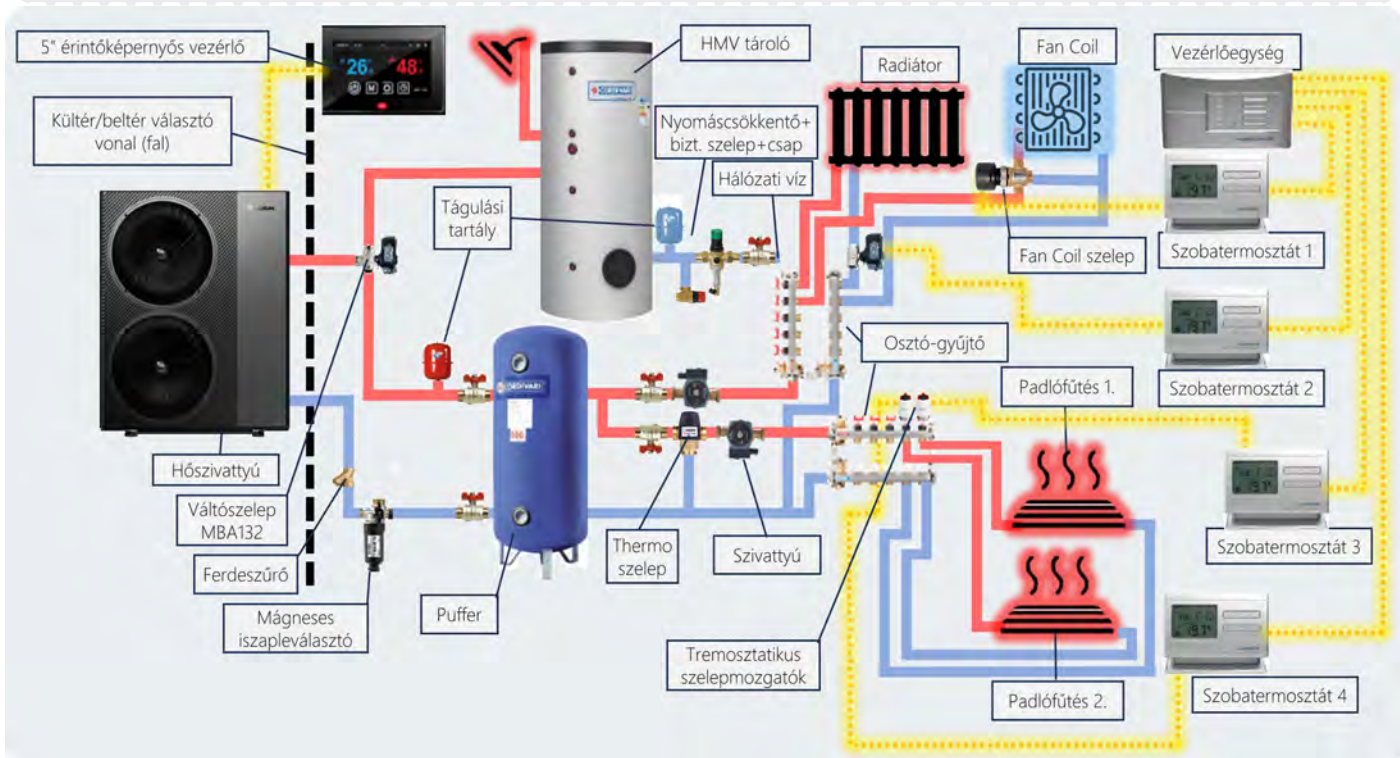 5" érintőképernyős vezérlő
26
48
HMV tároló
Radiátor
Fan Coil
Vezérlőegység
Kültér/beltér választó
vonal (fal)
Nyomáscsökkentő+
bizt. szelep+csap
Hálózati víz
Tágulási
tartály
Szobatermosztát 1
Fan Coil szelep
Osztó-gyűjtő
Szobatermosztát 2
Padlófűtés 1.
Hőszivattyú
Váltószelep
MBA132
Ferdeszűrő
Mágneses
iszapleválasztó
Puffer
Thermo
szelep
Szivattyú
Szobatermosztát 3
Tremosztatikus
szelepmozgatók
Padlófűtés 2.
Szobatermosztát 4